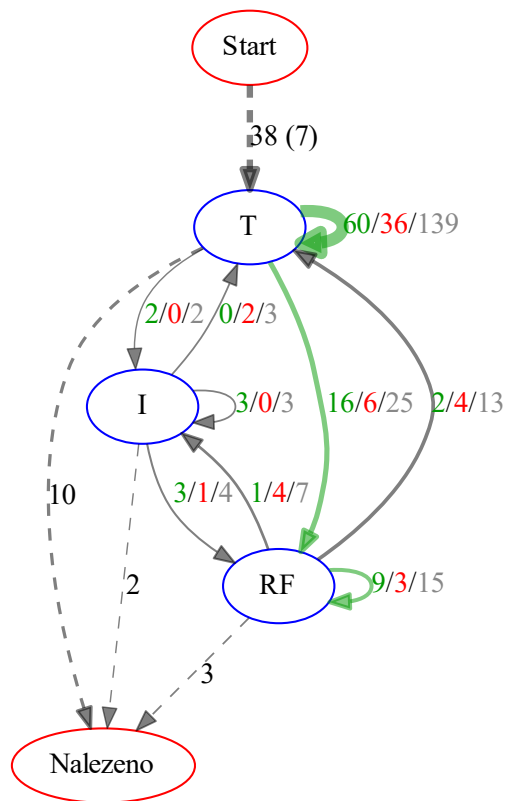 Start
38 (7)
T
60/36/139
2/0/2
0/2/3
I
3/0/3
16/6/25
2/4/13
10
3/1/4
1/4/7
2
RF
9/3/15
3
Nalezeno